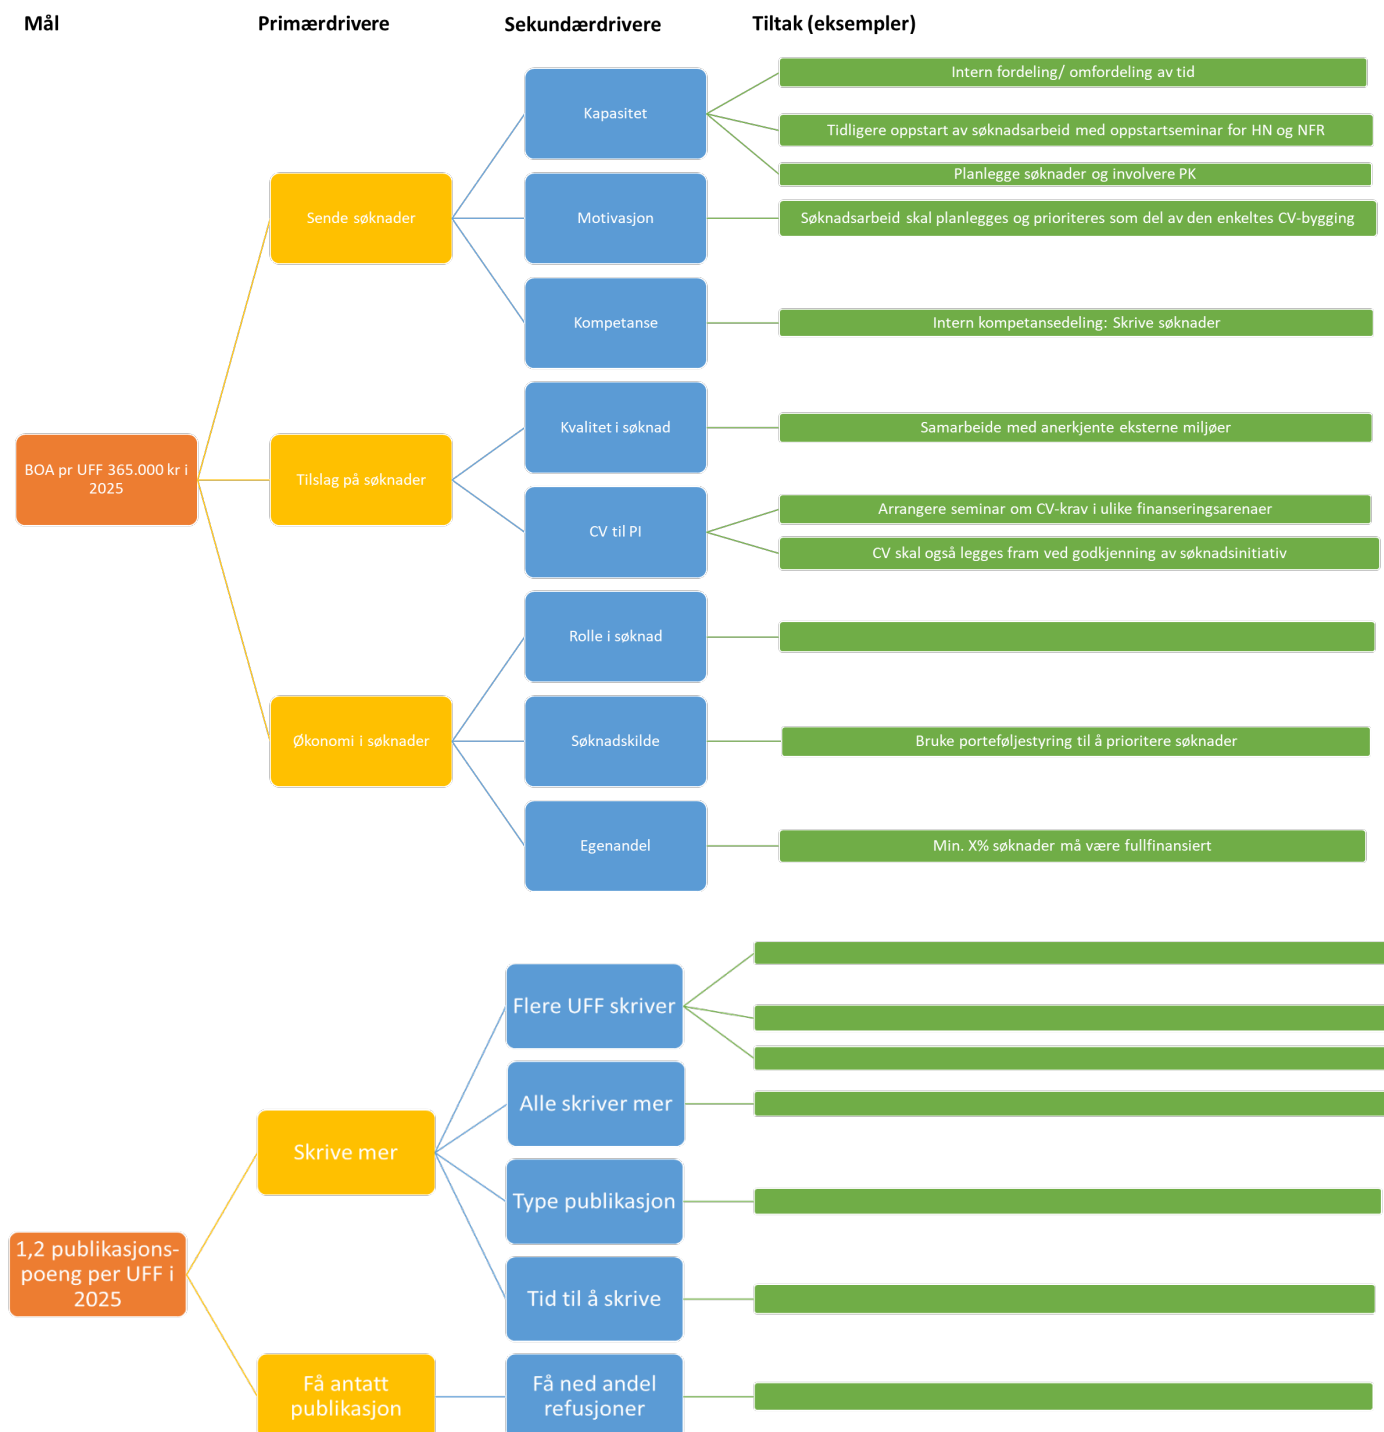 Mål
Primærdrivere
Sekundærdrivere
Tiltak (eksempler)
BOA pr UFF 365.000 kr i
2025
Sende søknader
Kapasitet
Intern fordeling/ omfordeling av tid
Tidligere oppstart av søknadsarbeid med oppstartseminar for HN og NFR
Planlegge søknader og involvere PK
Motivasjon
Søknadsarbeid skal planlegges og prioriteres som del av den enkeltes CV-bygging
Kompetanse
Intern kompetansedeling: Skrive søknader
Tilslag på søknader
Kvalitet i søknad
Samarbeide med anerkjente eksterne miljøer
CV til PI
Arrangere seminar om CV-krav i ulike finanseringsarenaer
CV skal også legges fram ved godkjenning av søknadsinitiativ
Økonomi i søknader
Rolle i søknad
Søknadskilde
Bruke porteføljestyring til å prioritere søknader
Egenandel
Min. X% søknader må være fullfinansiert
1,2 publikasjons-
poeng per UFF i
2025
Skrive mer
Flere UFF skriver
Alle skriver mer
Type publikasjon
Tid til å skrive
Få antatt
publikasjon
Få ned andel
refusjoner